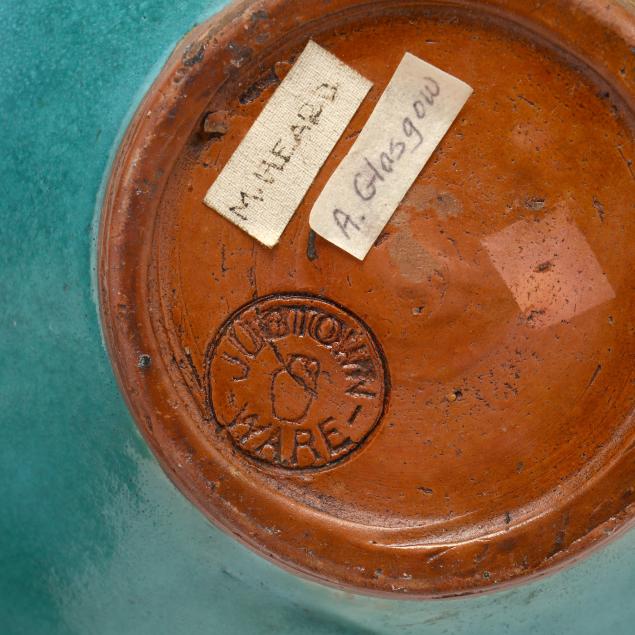 M. HEARD
A. Glasgow
JUGTOWN
-WARE-